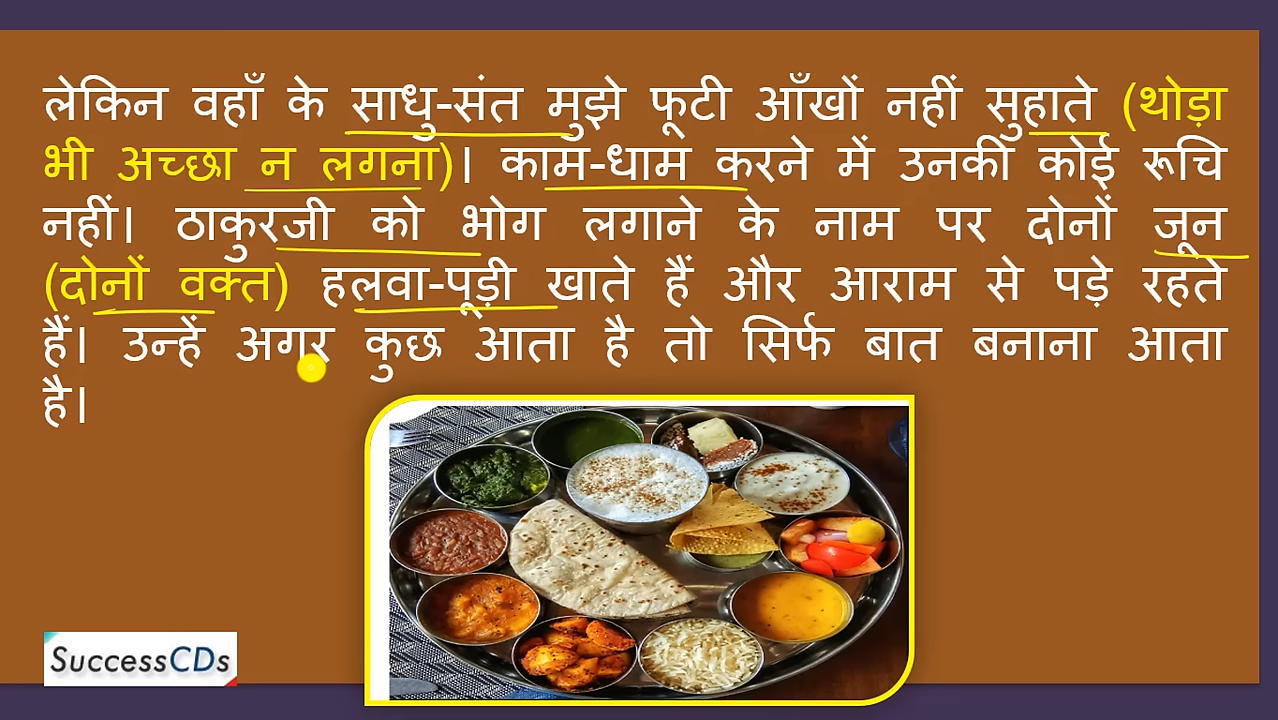 लेकिन वहाँ के साधु-संत मुझे फूटी आँखों नहीं सुहाते (थोड़ा
भी अच्छा न लगना)। काम-धाम करने में उनकी कोई रूचि
नहीं। ठाकुरजी को भोग लगाने के नाम पर दोनों जून
(दोनों वक्त) हलवा-पूड़ी खाते हैं और आराम से पड़े रहते
हैं। उन्हें अगर कुछ आता है तो सिर्फ बात बनाना आता
है।
SuccessCDs